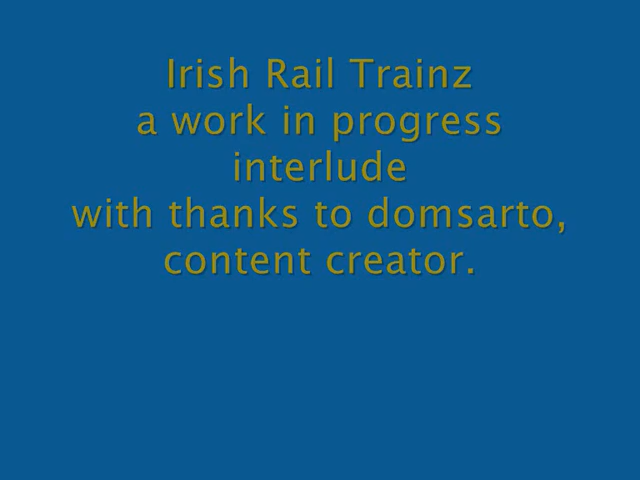 Irish Rail Trainz
a work in progress
interlude
with thanks to domsarto,
content creator.